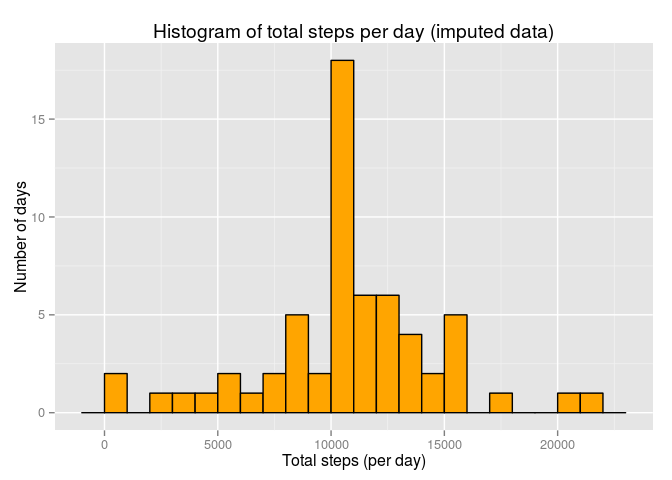 Histogram of total steps per day (imputed data)
Number of days
15
10
5
0
0 5000 10000 15000 20000
Total steps (per day)